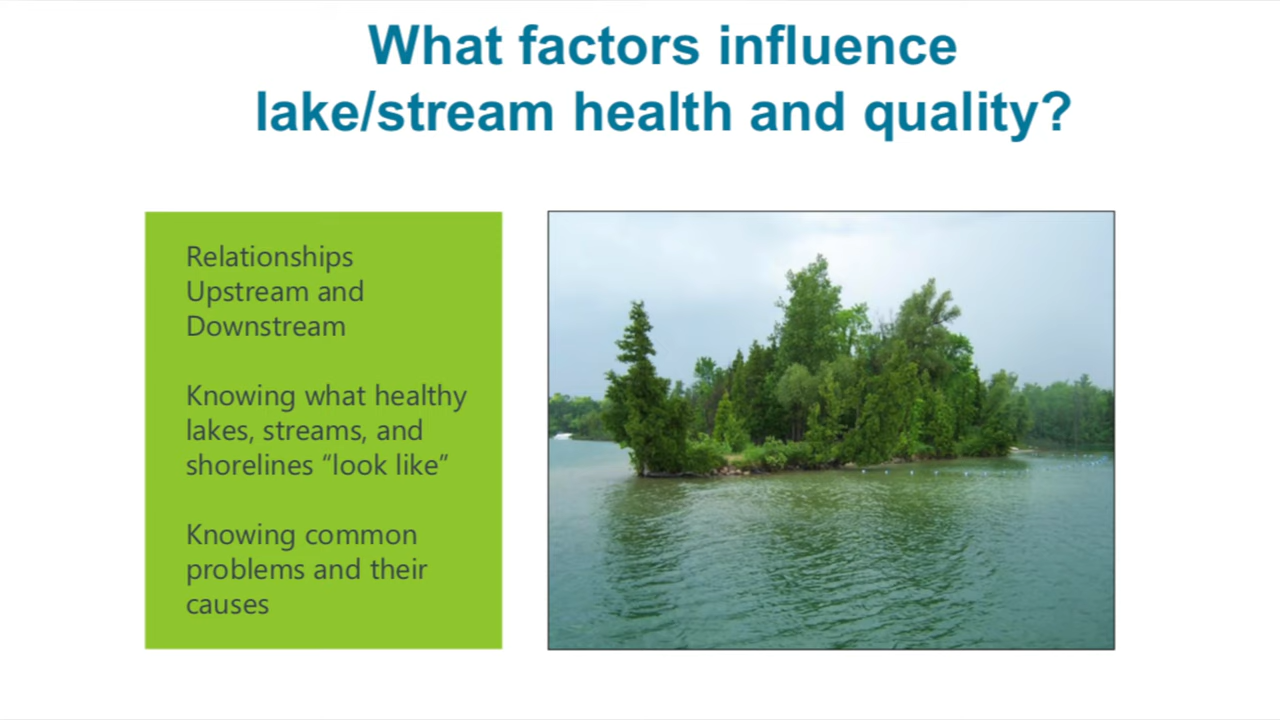 What factors influence
lake/stream health and quality?
Relationships
Upstream and
Downstream
Knowing what healthy
lakes, streams, and
shorelines “look like”
Knowing common
problems and their
causes